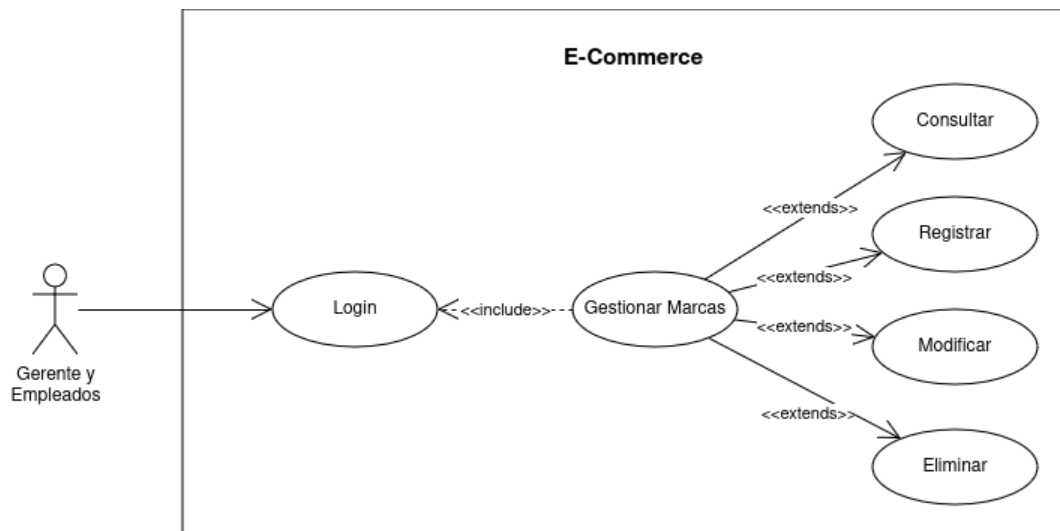 E-Commerce
Consultar
<<extends>>
Registrar
<<extends>>
Login
<<include>>
Gestionar Marcas
<<extends>>
Modificar
Gerente y
Empleados
<<extends>>
Eliminar